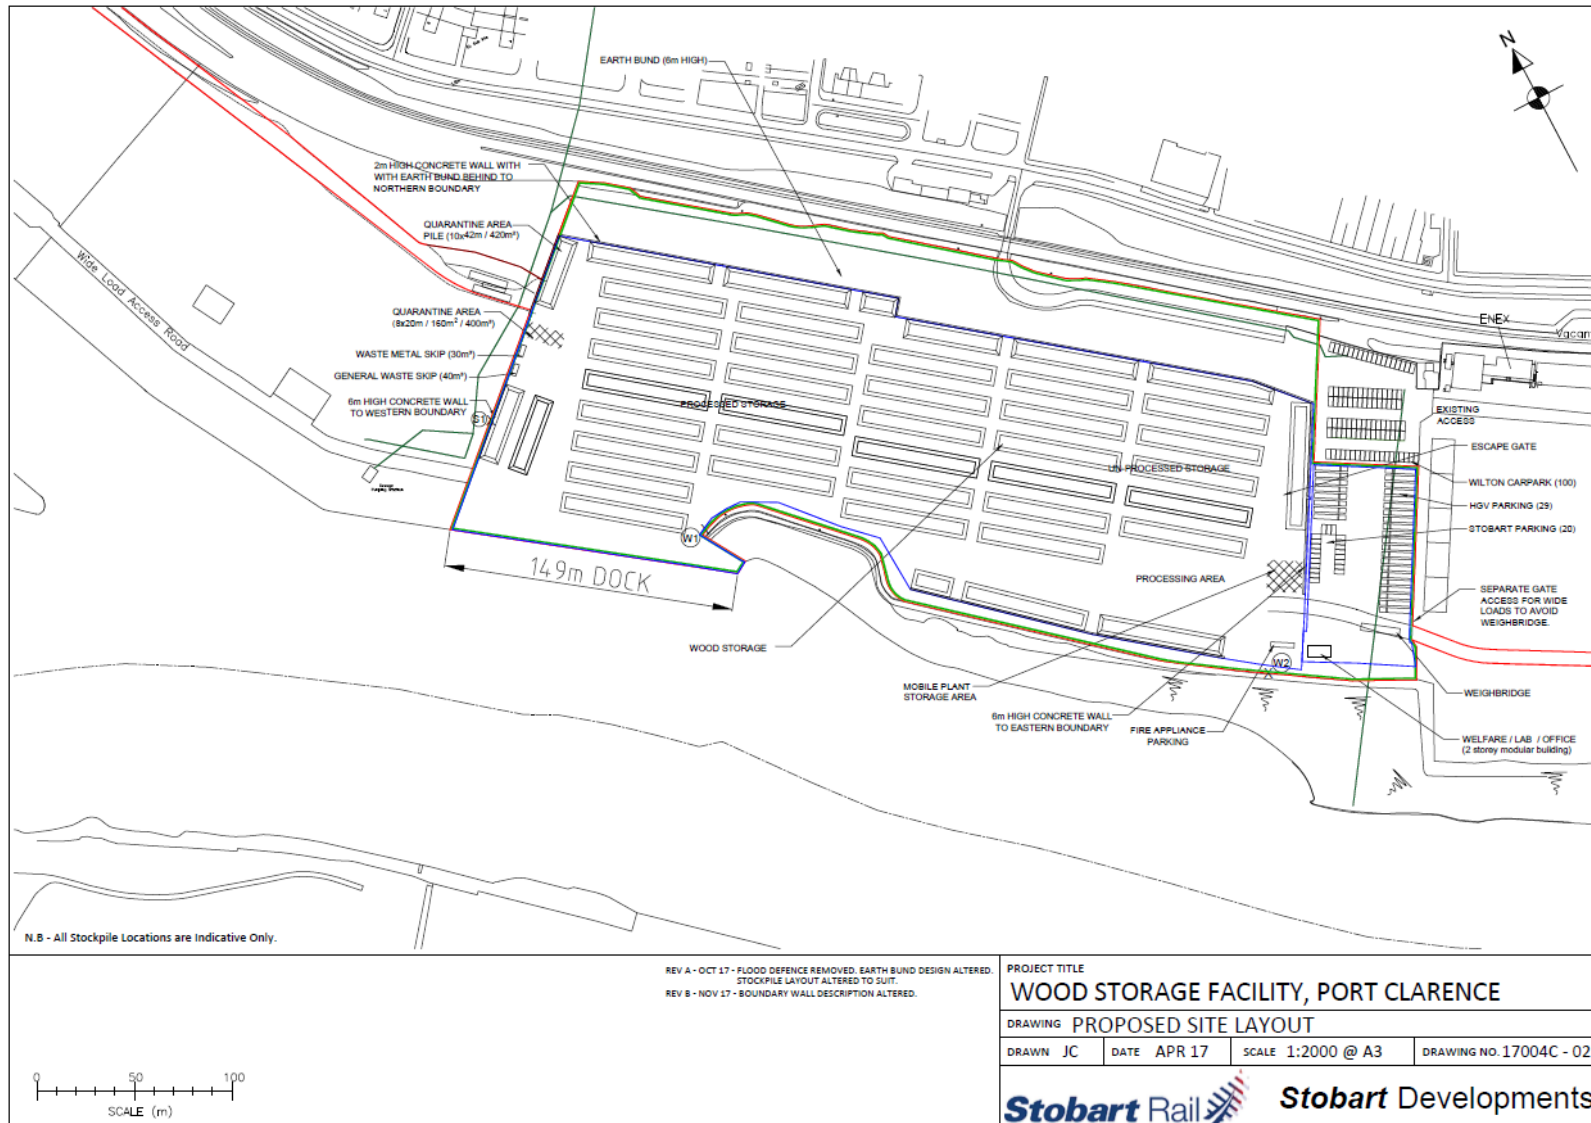 EARTH BUND (6m HIGH)
N
2m HIGH CONCRETE WALL WITH
WITH EARTH BUND BEHIND TO
NORTHERN BOUNDARY
QUARANTINE AREA
PILE (10x42m / 420m²)
Wide Load Access Road
QUARANTINE AREA
(8x20m / 160m² / 400m³)
WASTE METAL SKIP (30m³)
GENERAL WASTE SKIP (40m³)
6m HIGH CONCRETE WALL
TO WESTERN BOUNDARY
S1
PROCESSED STORAGE
UN-PROCESSED STORAGE
ENEX
EXISTING
ACCESS
ESCAPE GATE
WILTON CARPARK (100)
HGV PARKING (29)
STOBART PARKING (20)
W1
149m DOCK
PROCESSING AREA
SEPARATE GATE
ACCESS FOR WIDE
LOADS TO AVOID
WEIGHBRIDGE.
WOOD STORAGE
W2
MOBILE PLANT
STORAGE AREA
6m HIGH CONCRETE WALL
TO EASTERN BOUNDARY
FIRE APPLIANCE
PARKING
WEIGHBRIDGE
WELFARE / LAB / OFFICE
(2 storey modular building)
N.B - All Stockpile Locations are Indicative Only.
REV A - OCT 17 - FLOOD DEFENCE REMOVED. EARTH BUND DESIGN ALTERED.
STOCKPILE LAYOUT ALTERED TO SUIT.
REV B - NOV 17 - BOUNDARY WALL DESCRIPTION ALTERED.
PROJECT TITLE
WOOD STORAGE FACILITY, PORT CLARENCE
DRAWING PROPOSED SITE LAYOUT
DRAWN JC DATE APR 17 SCALE 1:2000 @ A3 DRAWING NO. 17004C - 02
0 50 100
SCALE (m)
Stobart Rail
Stobart Developments